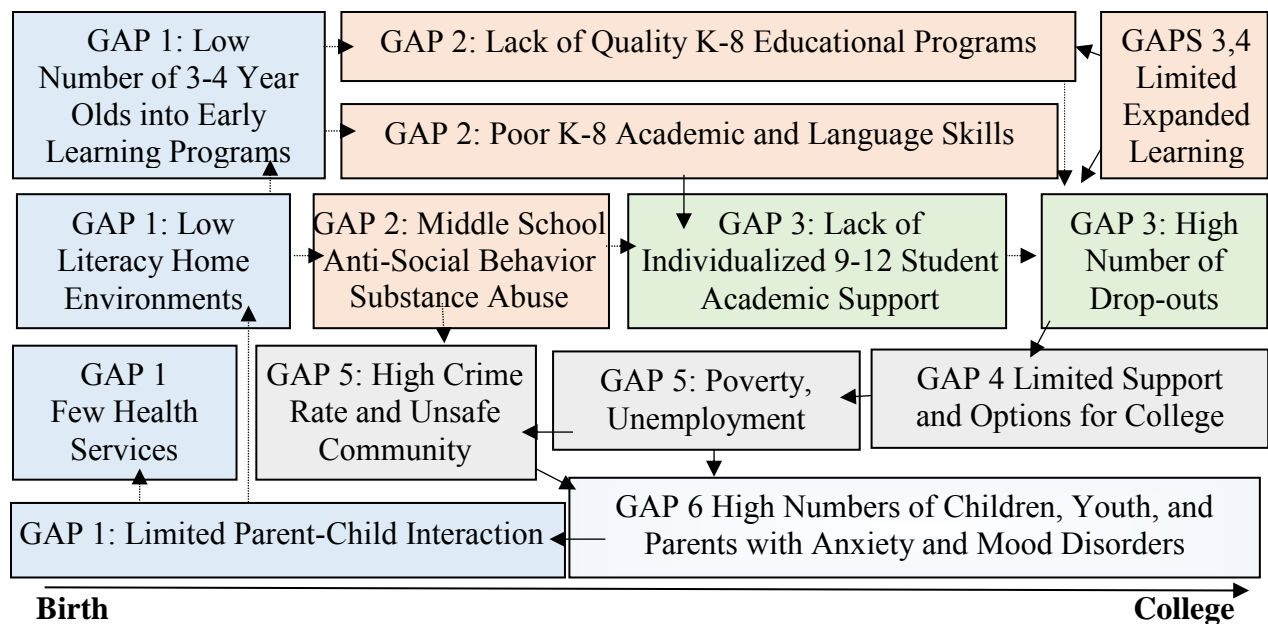 GAP 1: Low
Number of 3-4 Year
Olds into Early
Learning Programs
GAP 2: Lack of Quality K-8 Educational Programs
GAPS 3,4
Limited
Expanded
Learning
GAP 2: Poor K-8 Academic and Language Skills
GAP 1: Low
Literacy Home
Environments
GAP 2: Middle School
Anti-Social Behavior
Substance Abuse
GAP 3: Lack of
Individualized 9-12 Student
Academic Support
GAP 3: High
Number of
Drop-outs
GAP 1
Few Health
Services
GAP 5: High Crime
Rate and Unsafe
Community
GAP 5: Poverty,
Unemployment
GAP 4 Limited Support
and Options for College
GAP 1: Limited Parent-Child Interaction
GAP 6 High Numbers of Children, Youth, and
Parents with Anxiety and Mood Disorders
Birth
College